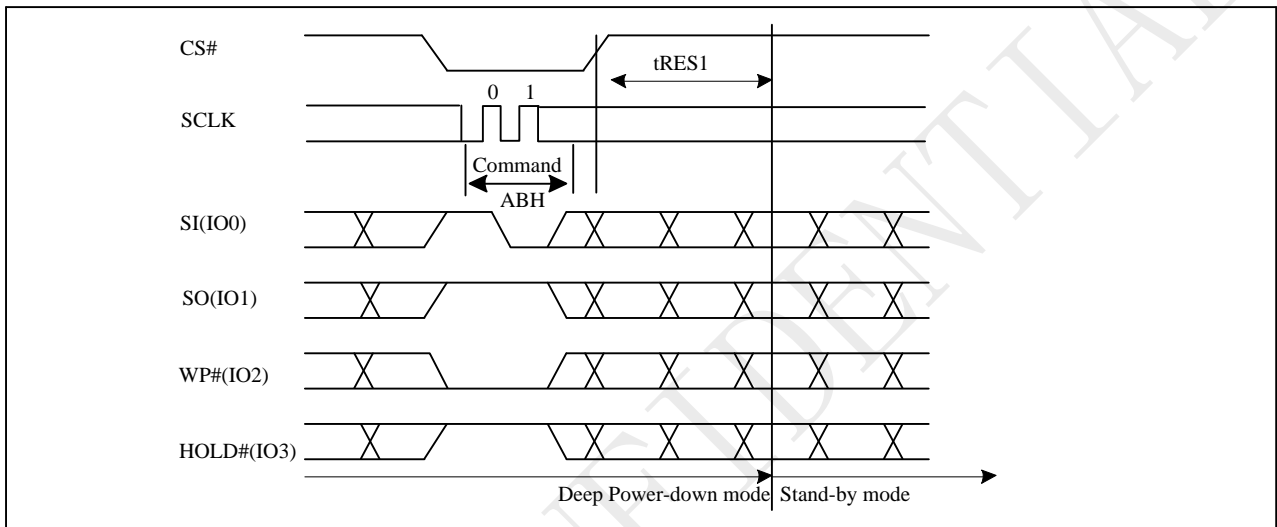 CS#
tRES1
0 1
SCLK
Command
ABH
SI(IO0)
SO(IO1)
WP#(IO2)
HOLD#(IO3)
Deep Power-down mode Stand-by mode